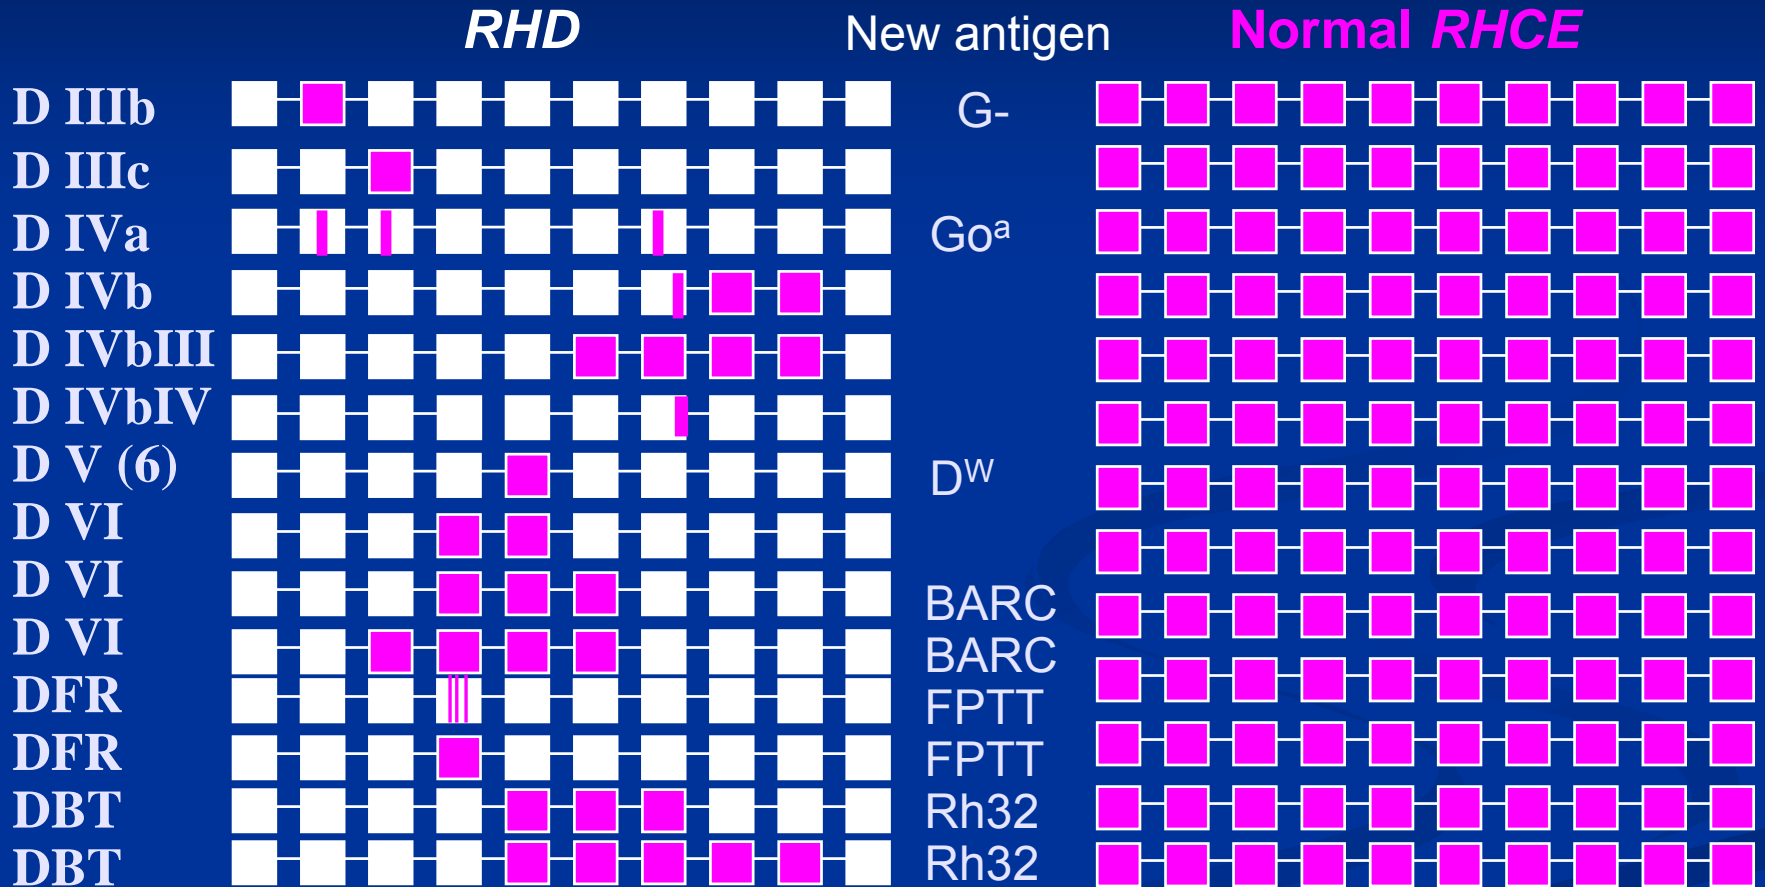 RHD New antigen Normal RHCE
D IIIb G-
D IIIc
D IVa Goa
D IVb
D IVbIII
D IVbIV
D V (6) DW
D VI
D VI BARC
D VI BARC
DFR FPTT
DFR FPTT
DBT Rh32
DBT Rh32